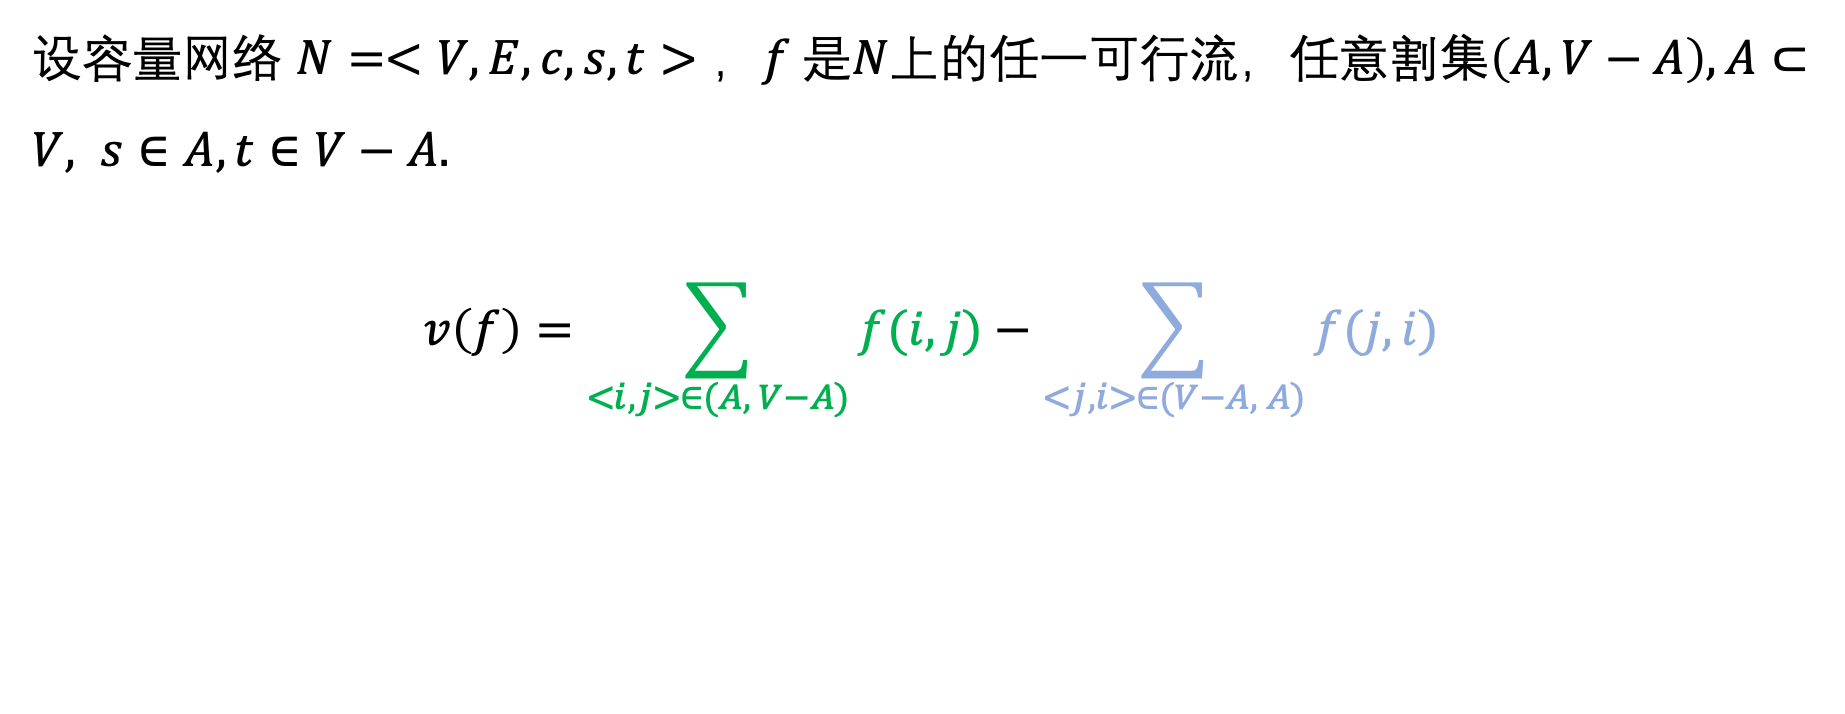 设容量网络 N =< V, E, c, s, t > ， f 是N上的任一可行流， 任意割集(A, V − A), A ⊂
V, s ∈ A, t ∈ V − A.
v(f) = ∑ f(i, j) − ∑ f(j, i)
<i,j>∈(A, V−A) <j,i>∈(V−A, A)